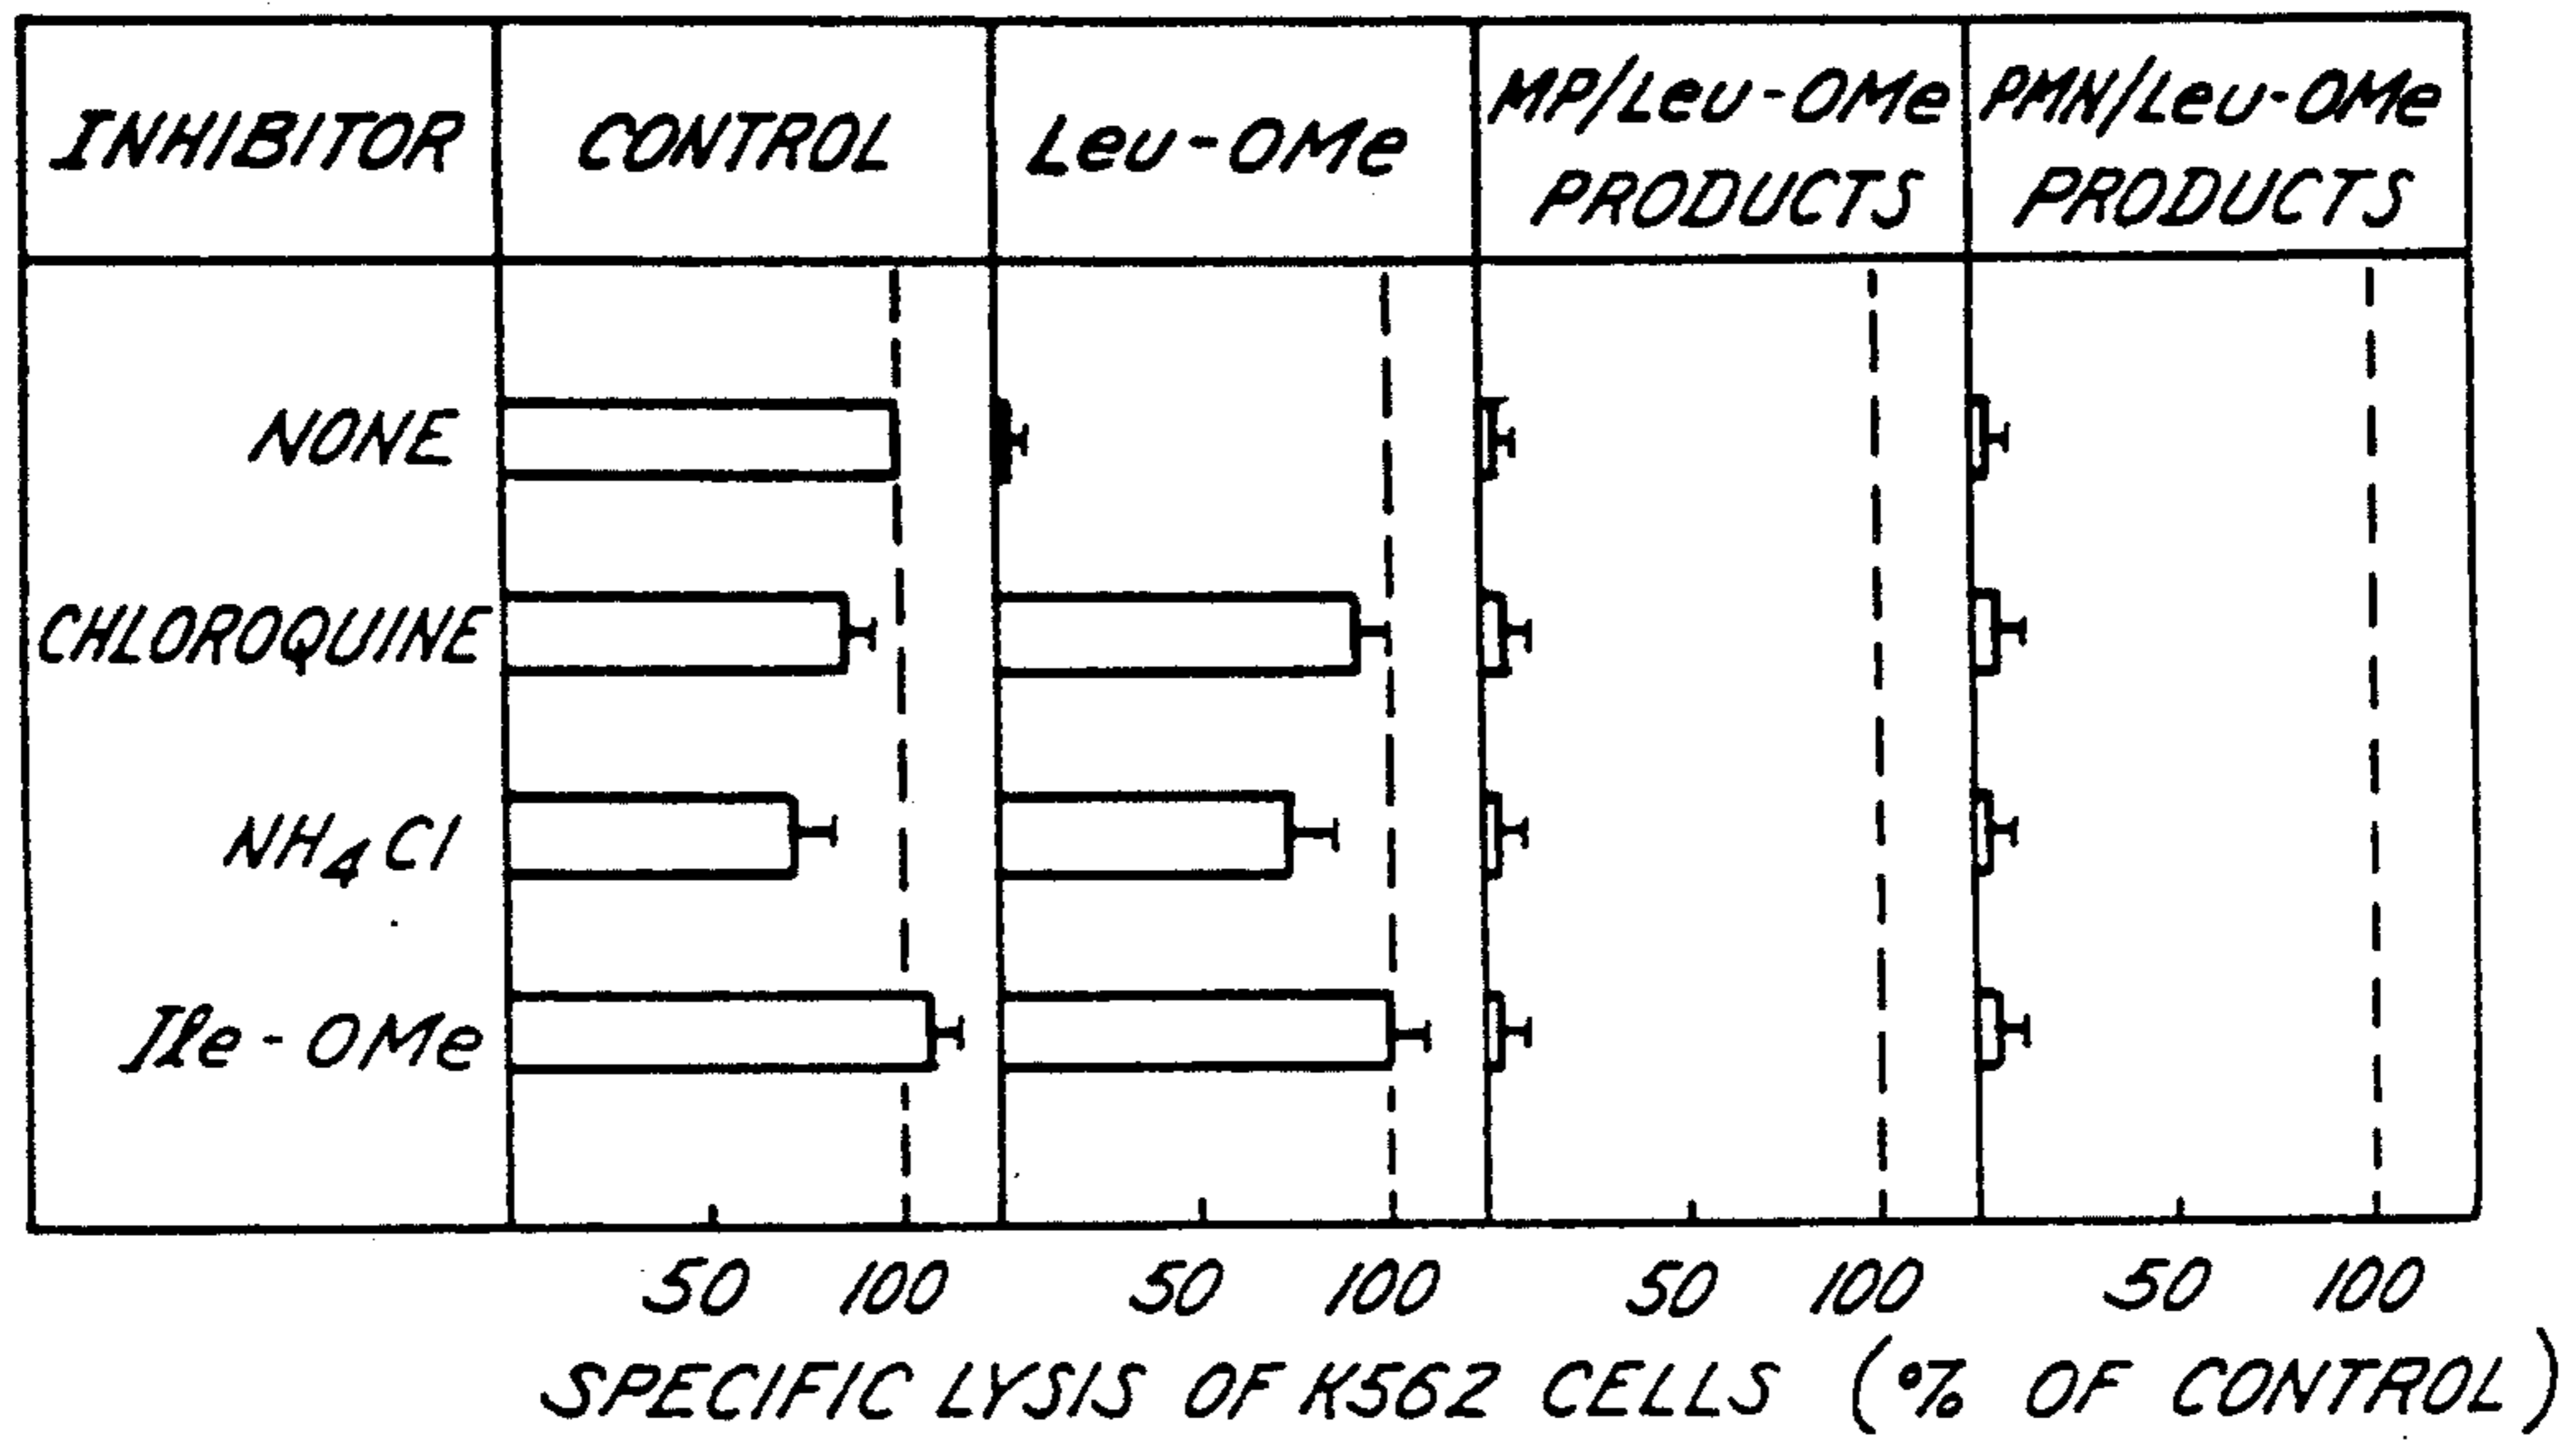 INHIBITOR
CONTROL
Leu-OMe
MP/Leu-OMe
PRODUCTS
PMN/Leu-OMe
PRODUCTS
NONE
CHLOROQUINE
NH4Cl
Ile-OMe
50 100 50 100 50 100 50 100
SPECIFIC LYSIS OF K562 CELLS (% OF CONTROL)